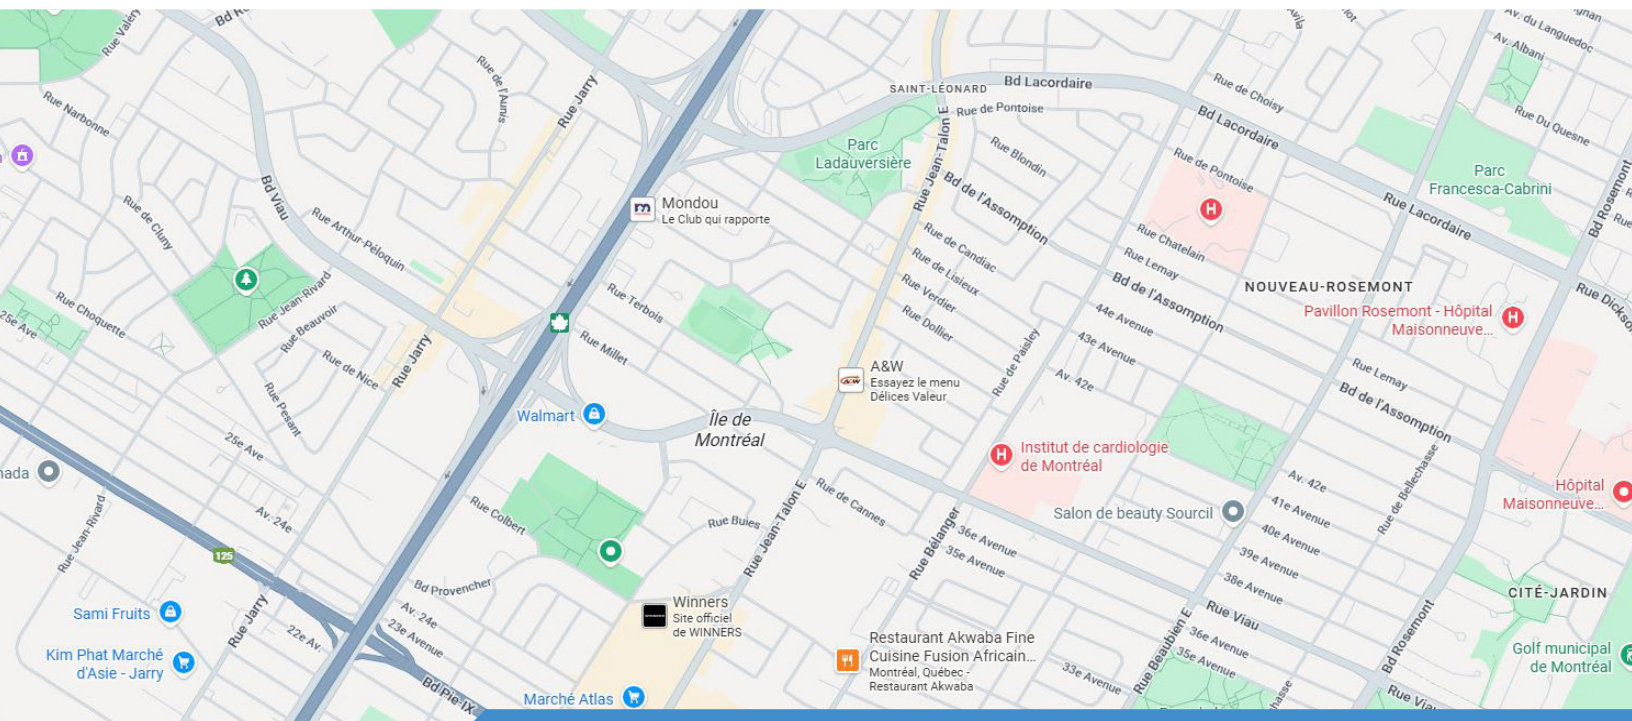 Rue Valéry
Bd
Rue Narbonne
Rue de l'Aunis
Rue Jarry
SAINT-LÉONARD
Bd Lacordaire
Rue de Pontoise
Av. du Languedoc
Av. Albani
Rue de Choisy
Bd Lacordaire
Rue Du Quesne
Parc
Ladauversière
Rue Jean-Talon E
Rue Blondin
Rue de Pontoise
Parc
Francesca-Cabrini
Bd Rosemont
Bd Viau
Rue de Cluny
Rue Arthur-Péloquin
Mondou
Le Club qui rapporte
Bd de l'Assomption
Rue Lacordaire
Rue Chatelain
Rue de Candiac
Rue de Lisieux
Rue Lemay
Rue Verdier
Rue Dollier
Bd de l'Assomption
NOUVEAU-ROSEMONT
Pavillon Rosemont - Hôpital
Maisonneuve...
Rue Choquette
25e Ave
Rue Jean-Rivard
Rue Beauvoir
Rue de Nice
Rue Jarry
Rue Terbois
Rue Millet
44e Avenue
43e Avenue
Av. 42e
Rue de Paisley
A&W
Essayez le menu
Délices Valeur
Rue Lemay
Bd de l'Assomption
Rue Pesant
25e Ave
Walmart
Île de
Montréal
Institut de cardiologie
de Montréal
Rue de Bellechasse
Hôpital
Maisonneuve...
Rue Jean-Rivard
Av. 24e
Rue Colbert
Rue Buies
Rue Jean-Talon E
Rue de Cannes
Rue Bélanger
36e Avenue
35e Avenue
Salon de beauty Sourcil
Av. 42e
41e Avenue
40e Avenue
39e Avenue
38e Avenue
125
Bd Provencher
Av. 24e
23e Avenue
Sami Fruits
Rue Jarry
22e Av.
Kim Phat Marché
d'Asie - Jarry
Bd Pie-IX
Winners
Site officiel
de WINNERS
Marché Atlas
Restaurant Akwaba Fine
Cuisine Fusion Africain...
Montréal, Québec -
Restaurant Akwaba
33e Avenue
Rue Beaubien E
Rue Viau
36e Avenue
35e Avenue
Bd Rosemont
CITÉ-JARDIN
Golf municipal
de Montréal
Rue Viau